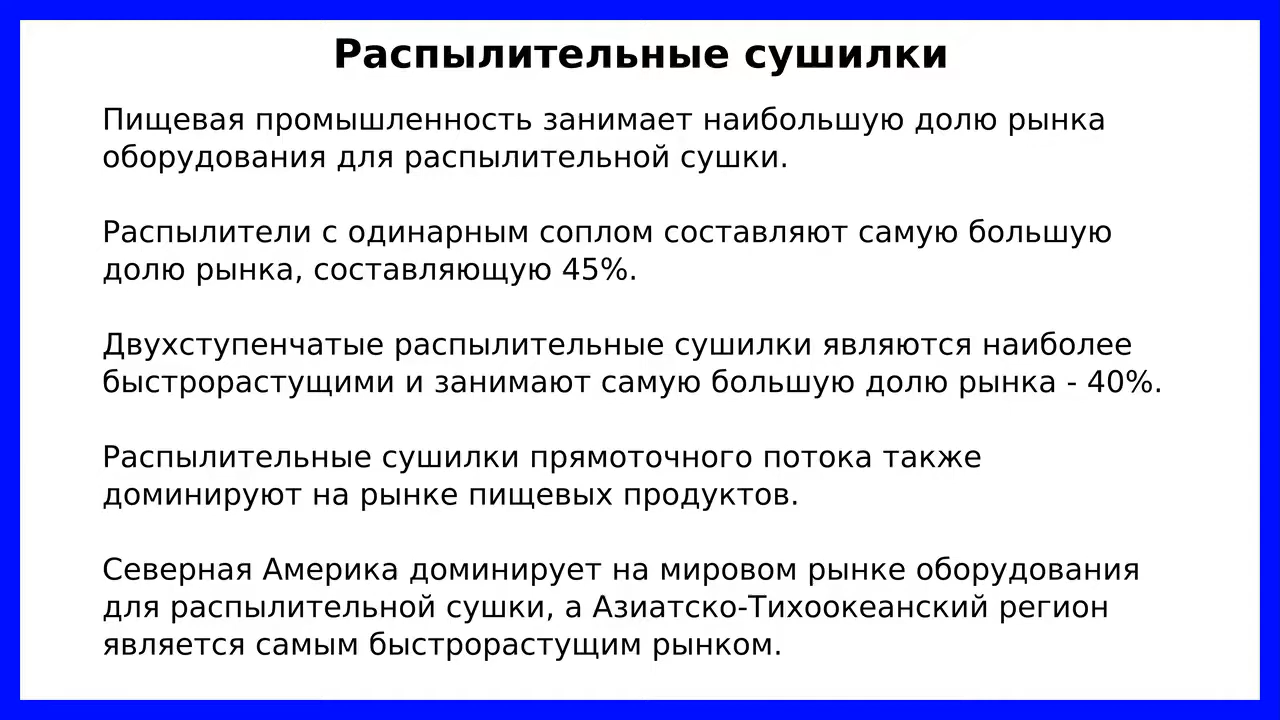 Распылительные сушилки
Пищевая промышленность занимает наибольшую долю рынка
оборудования для распылительной сушки.
Распылители с одинарным соплом составляют самую большую
долю рынка, составляющую 45%.
Двухступенчатые распылительные сушилки являются наиболее
быстрорастущими и занимают самую большую долю рынка - 40%.
Распылительные сушилки прямоточного потока также
доминируют на рынке пищевых продуктов.
Северная Америка доминирует на мировом рынке оборудования
для распылительной сушки, а Азиатско-Тихоокеанский регион
является самым быстрорастущим рынком.